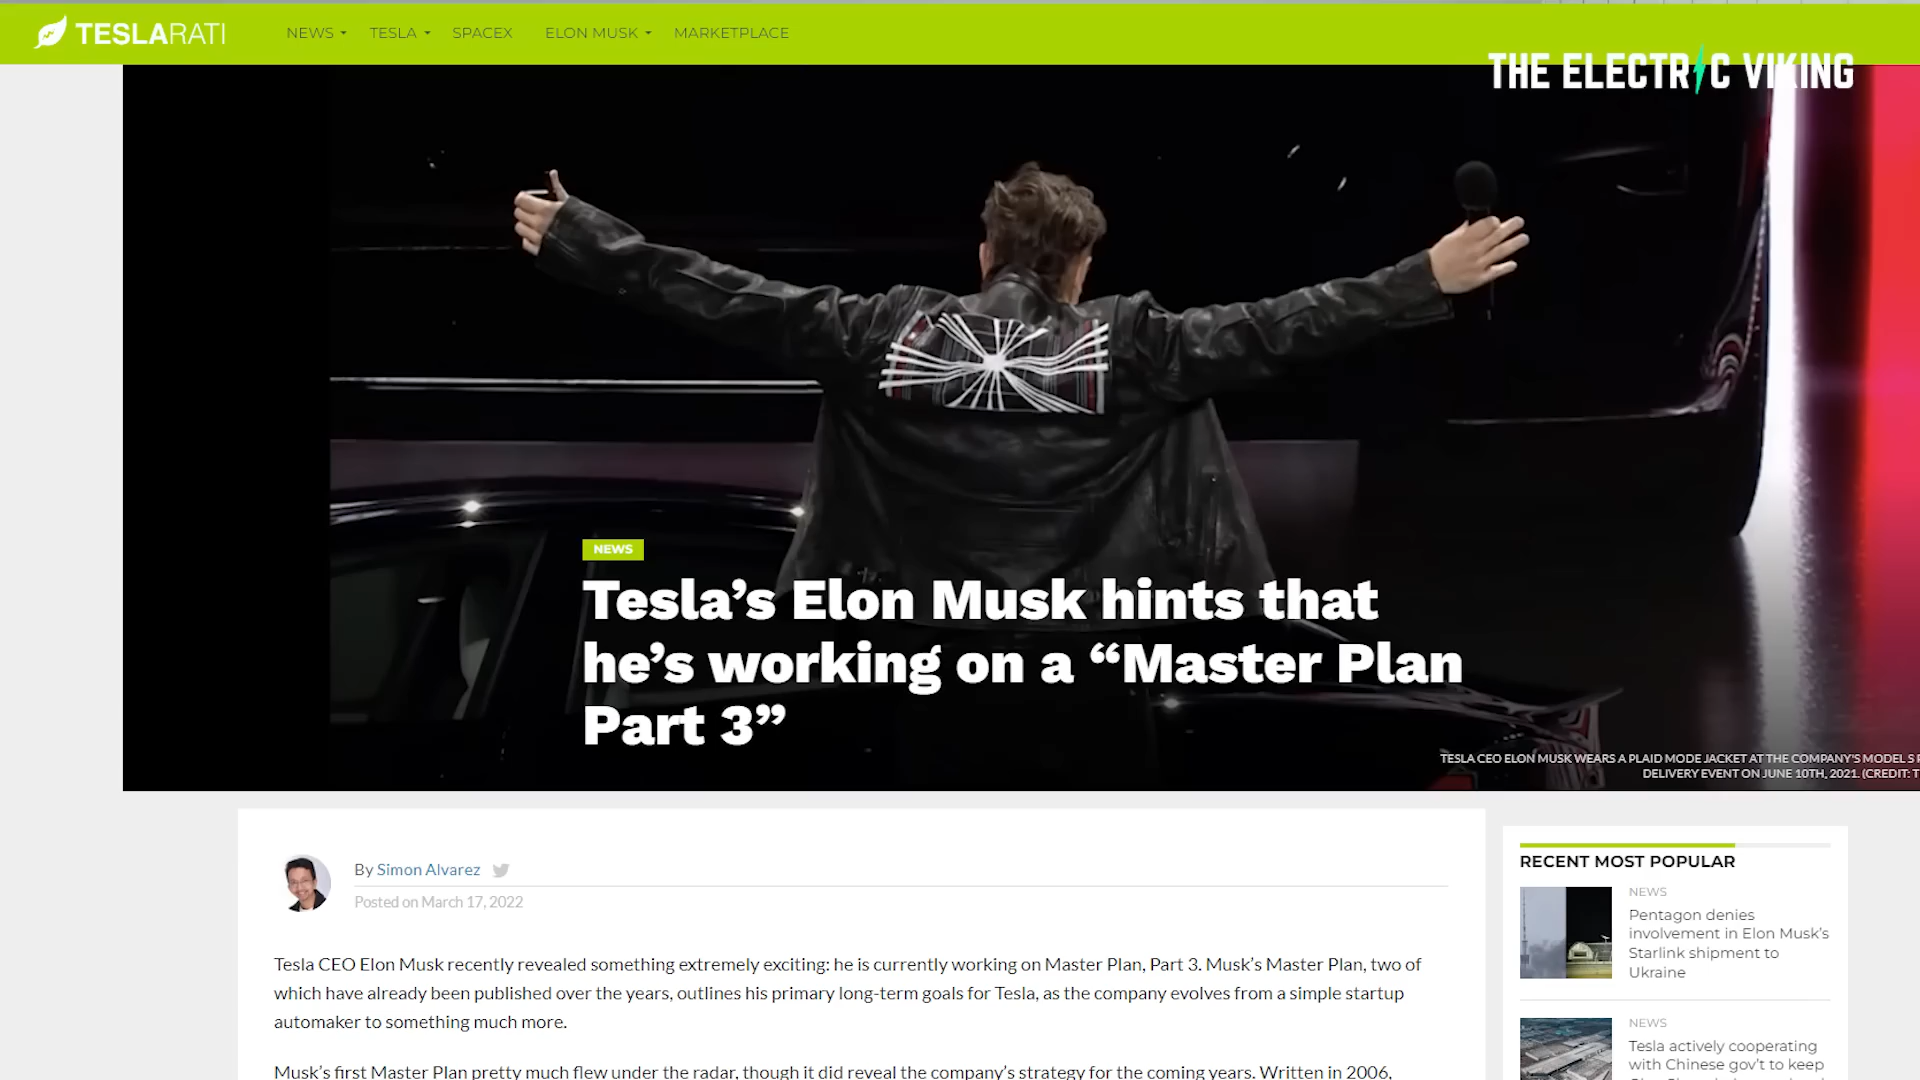 TESLARATI
NEWS
TESLA
SPACEX
ELON MUSK
MARKETPLACE
THE ELECTRIC VIKING
NEWS
Tesla’s Elon Musk hints that
he’s working on a “Master Plan
Part 3”
TESLA CEO ELON MUSK WEARS A PLAID MODE JACKET AT THE COMPANY'S MODEL S
DELIVERY EVENT ON JUNE 10TH, 2021. (CREDIT:
By Simon Alvarez
Posted on March 17, 2022
Tesla CEO Elon Musk recently revealed something extremely exciting: he is currently working on Master Plan, Part 3. Musk’s Master Plan, two of
which have already been published over the years, outlines his primary long-term goals for Tesla, as the company evolves from a simple startup
automaker to something much more.
Musk’s first Master Plan pretty much flew under the radar, though it did reveal the company’s strategy for the coming years. Written in 2006,
RECENT MOST POPULAR
NEWS
Pentagon denies
involvement in Elon Musk’s
Starlink shipment to
Ukraine
NEWS
Tesla actively cooperating
with Chinese gov’t to keep